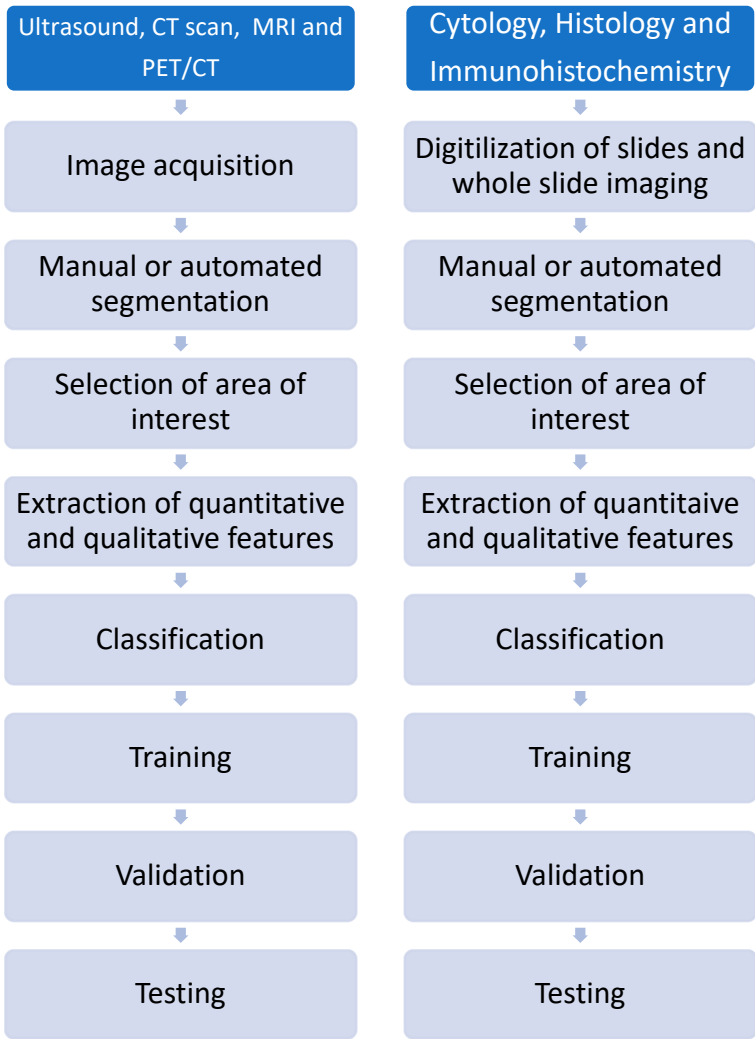 Ultrasound, CT scan, MRI and
PET/CT
Image acquisition
Manual or automated
segmentation
Selection of area of
interest
Extraction of quantitative
and qualitative features
Classification
Training
Validation
Testing
Cytology, Histology and
Immunohistochemistry
Digitilization of slides and
whole slide imaging
Manual or automated
segmentation
Selection of area of
interest
Extraction of quantitaive
and qualitative features
Classification
Training
Validation
Testing